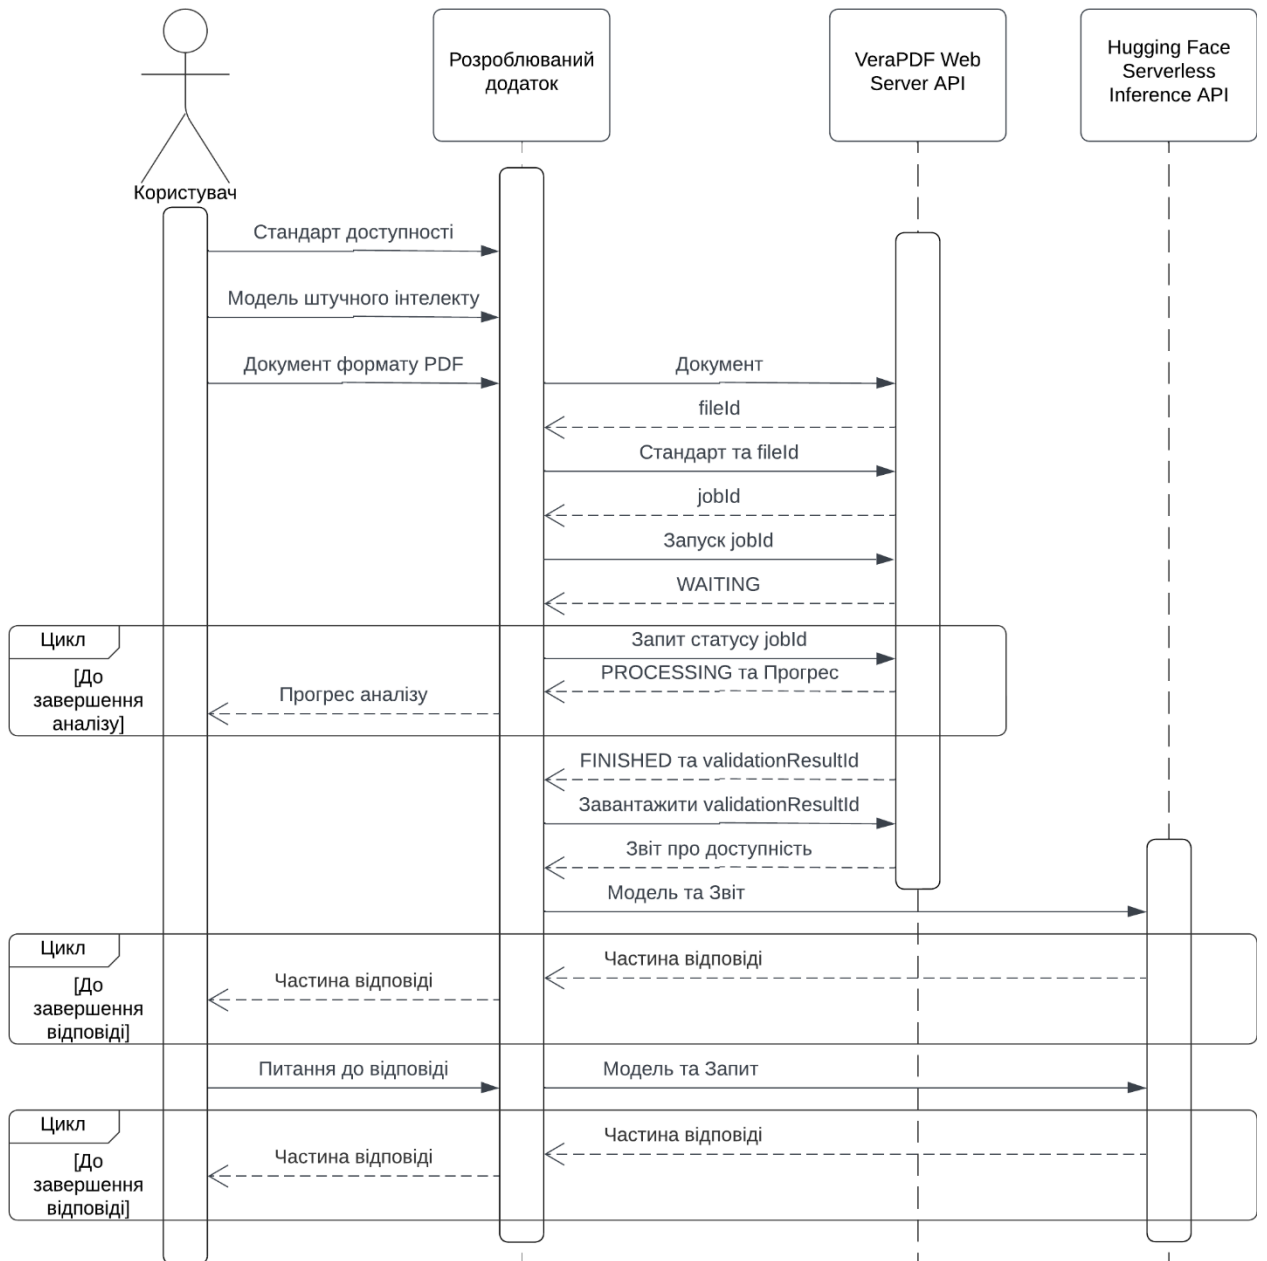 Розроблюваний
додаток
VeraPDF Web
Server API
Hugging Face
Serverless
Inference API
Користувач
Стандарт доступності
Модель штучного інтелекту
Документ формату PDF
Документ
fileId
Стандарт та fileId
jobId
Запуск jobId
WAITING
Цикл
[До
завершення
аналізу]
Запит статусу jobId
PROCESSING та Прогрес
Прогрес аналізу
FINISHED та validationResultId
Завантажити validationResultId
Звіт про доступність
Модель та Звіт
Цикл
[До
завершення
відповіді]
Частина відповіді
Частина відповіді
Питання до відповіді
Модель та Запит
Цикл
[До
завершення
відповіді]
Частина відповіді
Частина відповіді